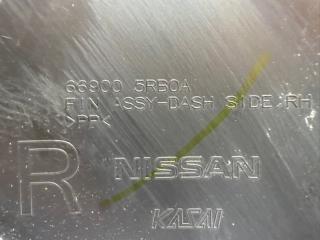 66900 5RB0A
FIN ASSY-DASH SIDE RH
>PP<
R NISSAN
KASAI